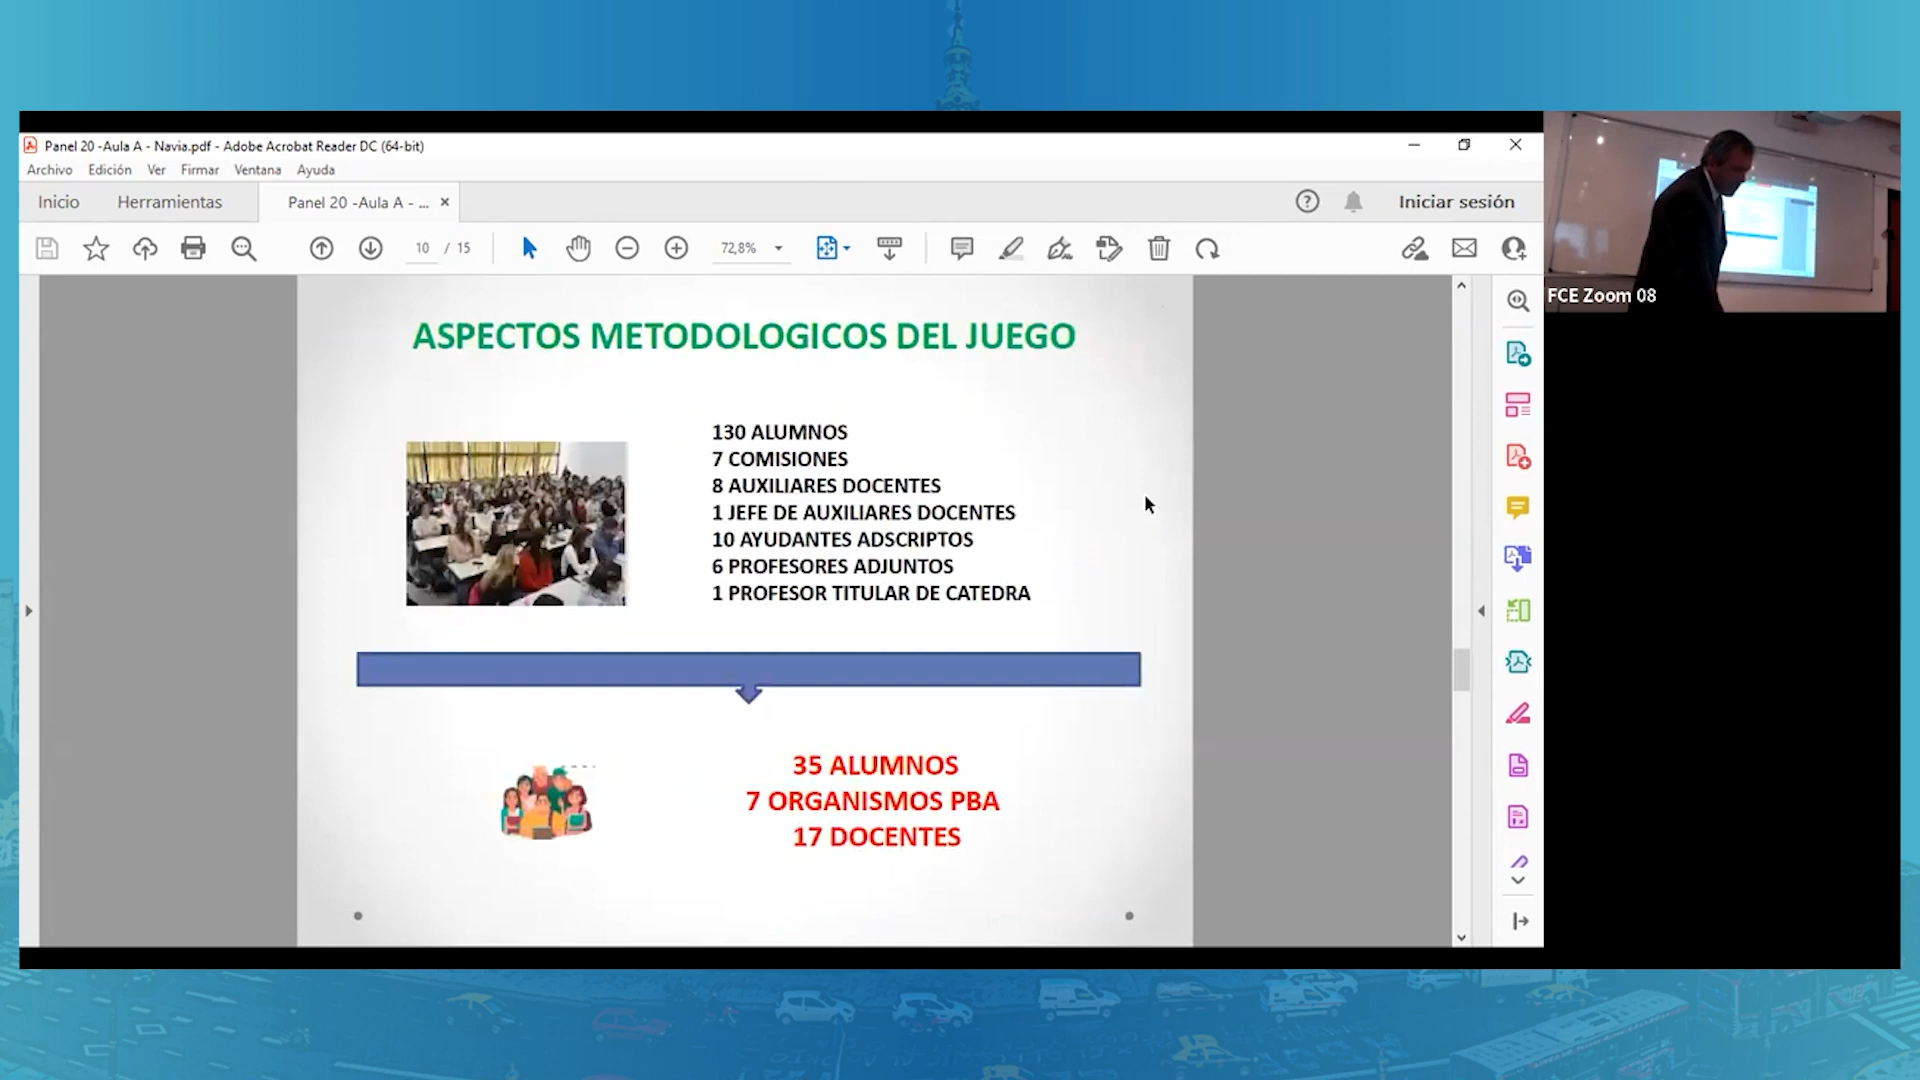 Panel 20 -Aula A - Navia.pdf - Adobe Acrobat Reader DC (64-bit)
Archivo Edición Ver Firmar Ventana Ayuda
Inicio Herramientas Panel 20 -Aula A - ... Iniciar sesión
10 / 15 72,8%
ASPECTOS METODOLOGICOS DEL JUEGO
130 ALUMNOS
7 COMISIONES
8 AUXILIARES DOCENTES
1 JEFE DE AUXILIARES DOCENTES
10 AYUDANTES ADSCRIPTOS
6 PROFESORES ADJUNTOS
1 PROFESOR TITULAR DE CATEDRA
35 ALUMNOS
7 ORGANISMOS PBA
17 DOCENTES
FCE Zoom 08